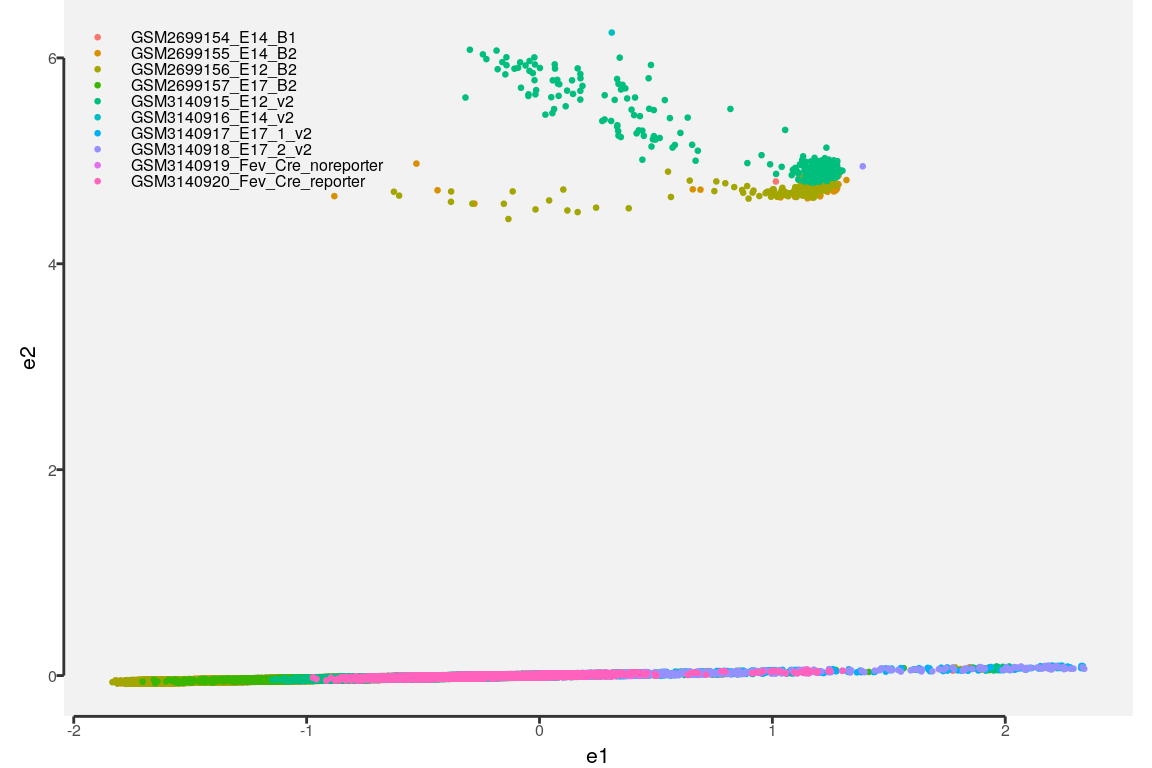 GSM2699154_E14_B1
GSM2699155_E14_B2
GSM2699156_E12_B2
GSM2699157_E17_B2
GSM3140915_E12_v2
GSM3140916_E14_v2
GSM3140917_E17_1_v2
GSM3140918_E17_2_v2
GSM3140919_Fev_Cre_noreporter
GSM3140920_Fev_Cre_reporter
6
4
2
0
e2
-2 -1 0 1 2
e1